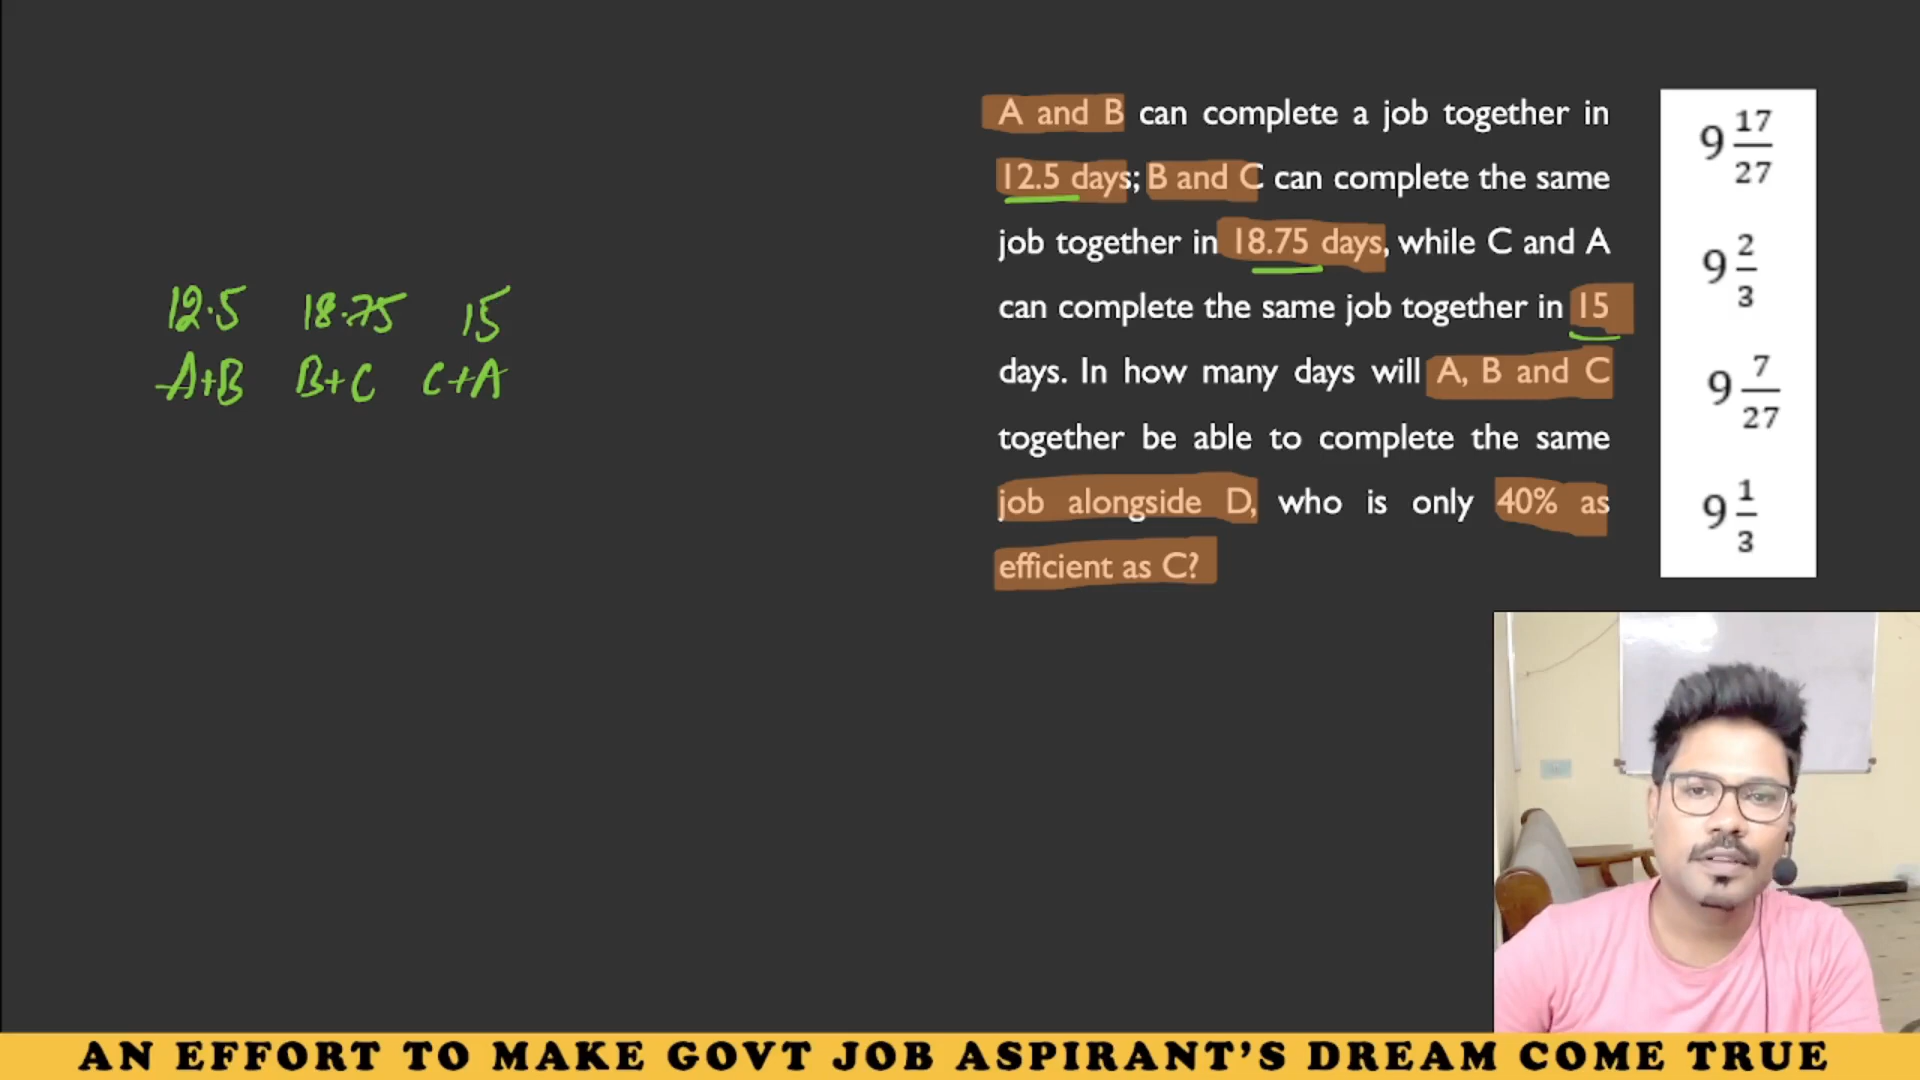 12.5 18.75 15
A+B B+C C+A
A and B can complete a job together in
12.5 days; B and C can complete the same
job together in 18.75 days, while C and A
can complete the same job together in 15
days. In how many days will A, B and C
together be able to complete the same
job alongside D, who is only 40% as
efficient as C?
9 17/27
9 2/3
9 7/27
9 1/3
AN EFFORT TO MAKE GOVT JOB ASPIRANT’S DREAM COME TRUE